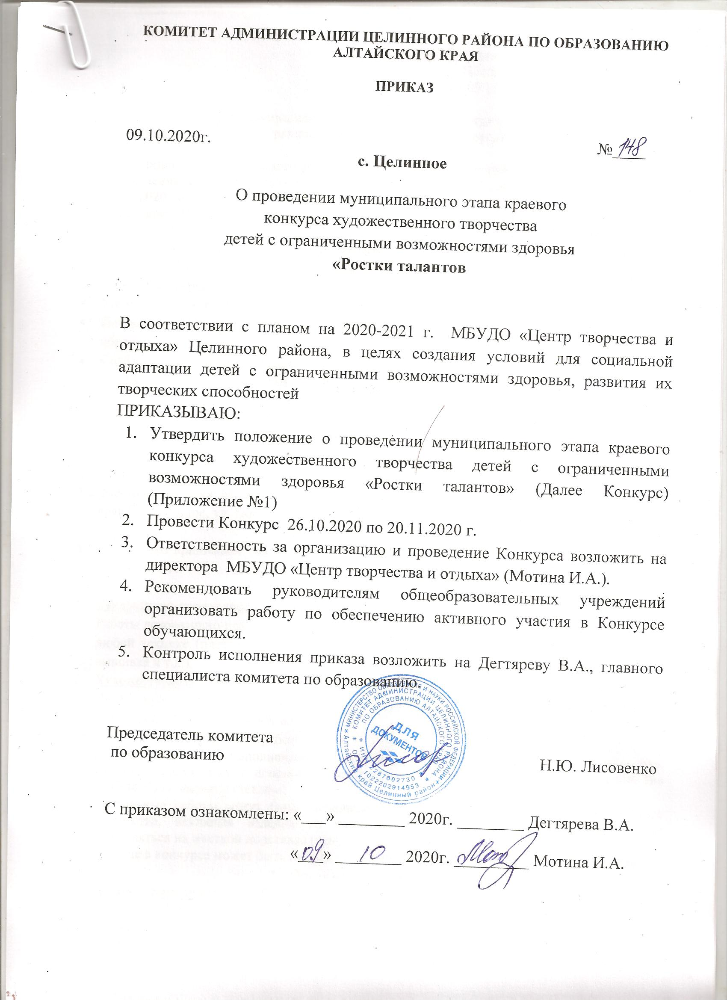 КОМИТЕТ АДМИНИСТРАЦИИ ЦЕЛИННОГО РАЙОНА ПО ОБРАЗОВАНИЮ
АЛТАЙСКОГО КРАЯ
ПРИКАЗ
09.10.2020г.
№ 148
с. Целинное
О проведении муниципального этапа краевого
конкурса художественного творчества
детей с ограниченными возможностями здоровья
«Ростки талантов
В соответствии с планом на 2020-2021 г. МБУДО «Центр творчества и
отдыха» Целинного района, в целях создания условий для социальной
адаптации детей с ограниченными возможностями здоровья, развития их
творческих способностей
ПРИКАЗЫВАЮ:
1. Утвердить положение о проведении муниципального этапа краевого
конкурса художественного творчества детей с ограниченными
возможностями здоровья «Ростки талантов» (Далее Конкурс)
(Приложение №1)
2. Провести Конкурс 26.10.2020 по 20.11.2020 г.
3. Ответственность за организацию и проведение Конкурса возложить на
директора МБУДО «Центр творчества и отдыха» (Мотина И.А.).
4. Рекомендовать руководителям общеобразовательных учреждений
организовать работу по обеспечению активного участия в Конкурсе
обучающихся.
5. Контроль исполнения приказа возложить на Дегтяреву В.А., главного
специалиста комитета по образованию.
* МИНИСТЕРСТВО ОБРАЗОВАНИЯ И НАУКИ РОССИЙСКОЙ ФЕДЕРАЦИИ *
Алтайский край Целинный район
* КОМИТЕТ АДМИНИСТРАЦИИ ЦЕЛИННОГО РАЙОНА *
ПО ОБРАЗОВАНИЮ АЛТАЙСКОГО КРАЯ
1022202914953
* ИНН 2287002730 *
ДЛЯ
ДОКУМЕНТОВ
Председатель комитета
по образованию
Н.Ю. Лисовенко
С приказом ознакомлены: «___» ________ 2020г. ________ Дегтярева В.А.
«09» 10 2020г. Мотина И.А.